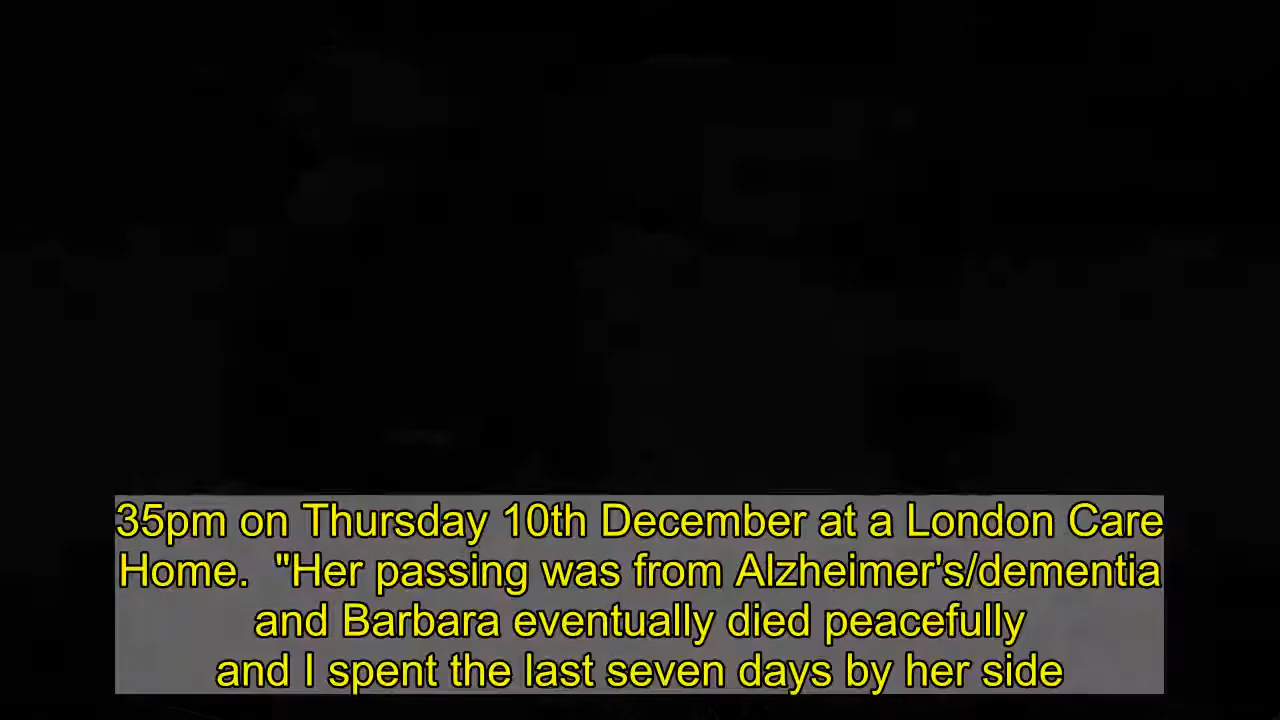 35pm on Thursday 10th December at a London Care
Home.  "Her passing was from Alzheimer's/dementia
and Barbara eventually died peacefully
and I spent the last seven days by her side